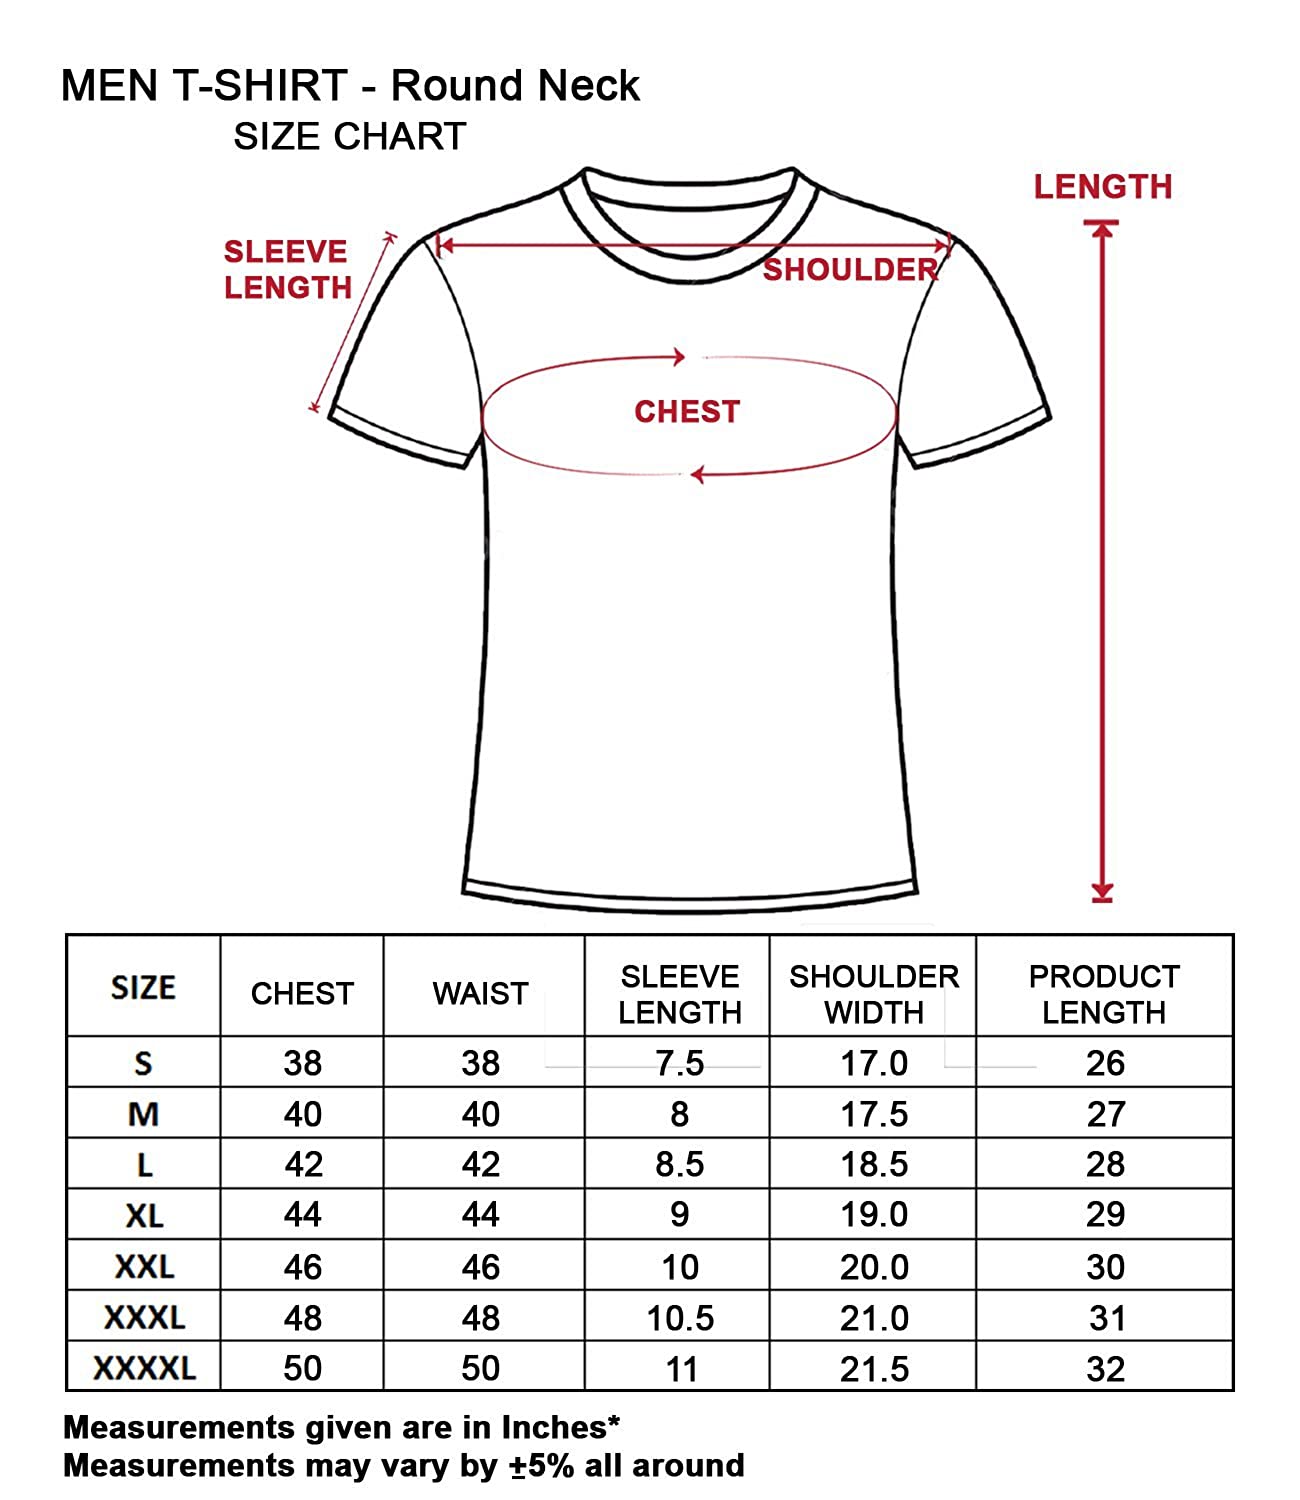 MEN T-SHIRT - Round Neck
SIZE CHART
LENGTH
SLEEVE
LENGTH
SHOULDER
CHEST
SIZE CHEST WAIST SLEEVE LENGTH SHOULDER WIDTH PRODUCT LENGTH
S 38 38 7.5 17.0 26
M 40 40 8 17.5 27
L 42 42 8.5 18.5 28
XL 44 44 9 19.0 29
XXL 46 46 10 20.0 30
XXXL 48 48 10.5 21.0 31
XXXXL 50 50 11 21.5 32
Measurements given are in Inches*
Measurements may vary by ±5% all around